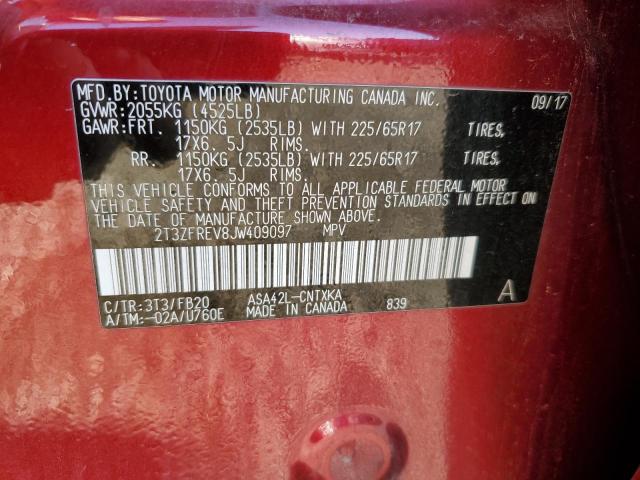 MFD.BY:TOYOTA MOTOR MANUFACTURING CANADA INC. 09/17
GVWR:2055KG (4525LB)
GAWR:FRT. 1150KG (2535LB) WITH 225/65R17 TIRES,
17X6. 5J RIMS.
RR. 1150KG (2535LB) WITH 225/65R17 TIRES,
17X6. 5J RIMS.
THIS VEHICLE CONFORMS TO ALL APPLICABLE FEDERAL MOTOR
VEHICLE SAFETY AND THEFT PREVENTION STANDARDS IN EFFECT ON
THE DATE OF MANUFACTURE SHOWN ABOVE.
2T3ZFREV8JW409097 MPV
C/TR:3T3/FB20 ASA42L-CNTXKA 839 A
A/TM:-02A/U760E MADE IN CANADA